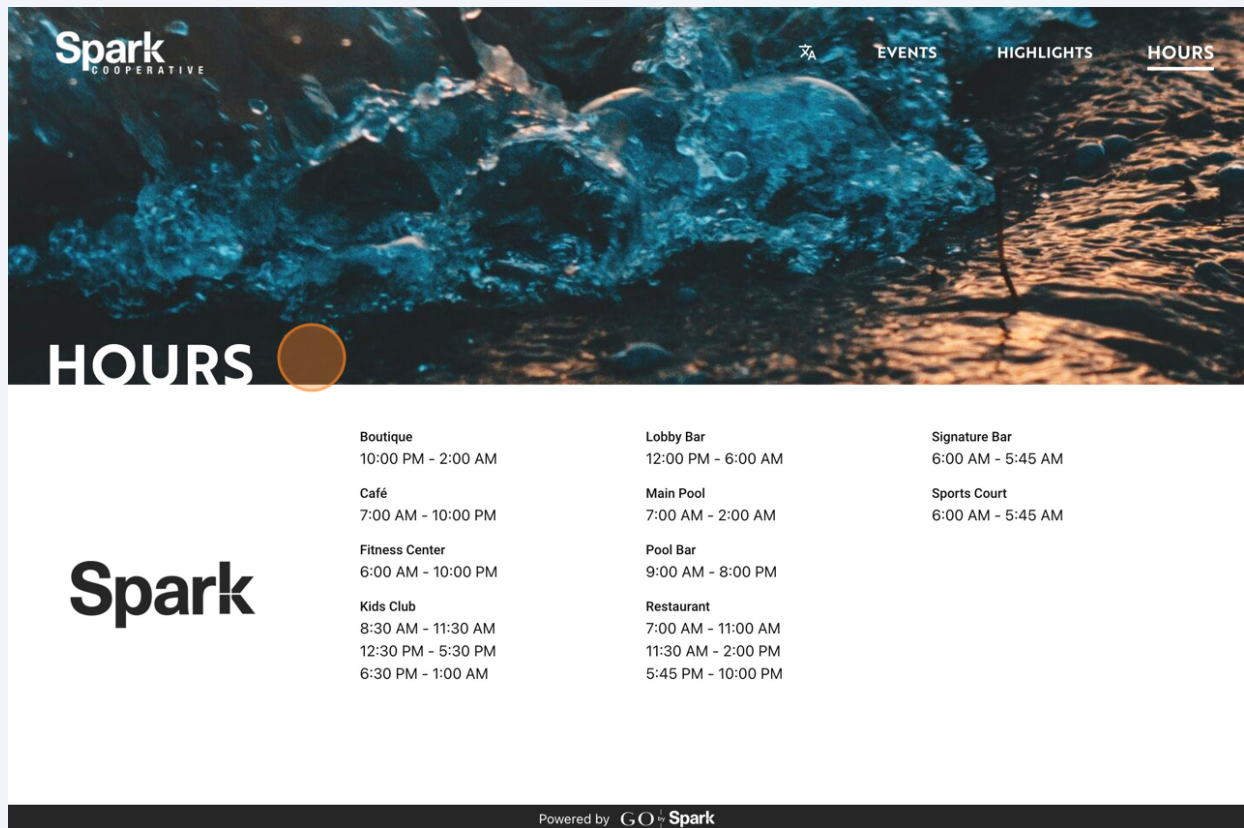 Spark
COOPERATIVE
EVENTS
HIGHLIGHTS
HOURS
HOURS
Spark
Boutique
10:00 PM - 2:00 AM
Café
7:00 AM - 10:00 PM
Fitness Center
6:00 AM - 10:00 PM
Kids Club
8:30 AM - 11:30 AM
12:30 PM - 5:30 PM
6:30 PM - 1:00 AM
Lobby Bar
12:00 PM - 6:00 AM
Main Pool
7:00 AM - 2:00 AM
Pool Bar
9:00 AM - 8:00 PM
Restaurant
7:00 AM - 11:00 AM
11:30 AM - 2:00 PM
5:45 PM - 10:00 PM
Signature Bar
6:00 AM - 5:45 AM
Sports Court
6:00 AM - 5:45 AM
Powered by GO by Spark